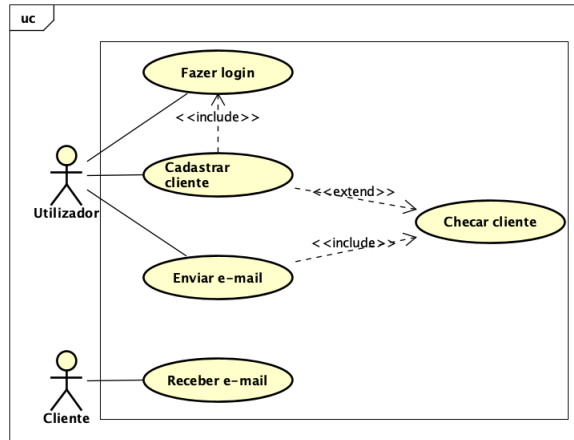 uc
Fazer login
<<include>>
Cadastrar
cliente
<<extend>>
Utilizador
Checar cliente
<<include>>
Enviar e-mail
Receber e-mail
Cliente